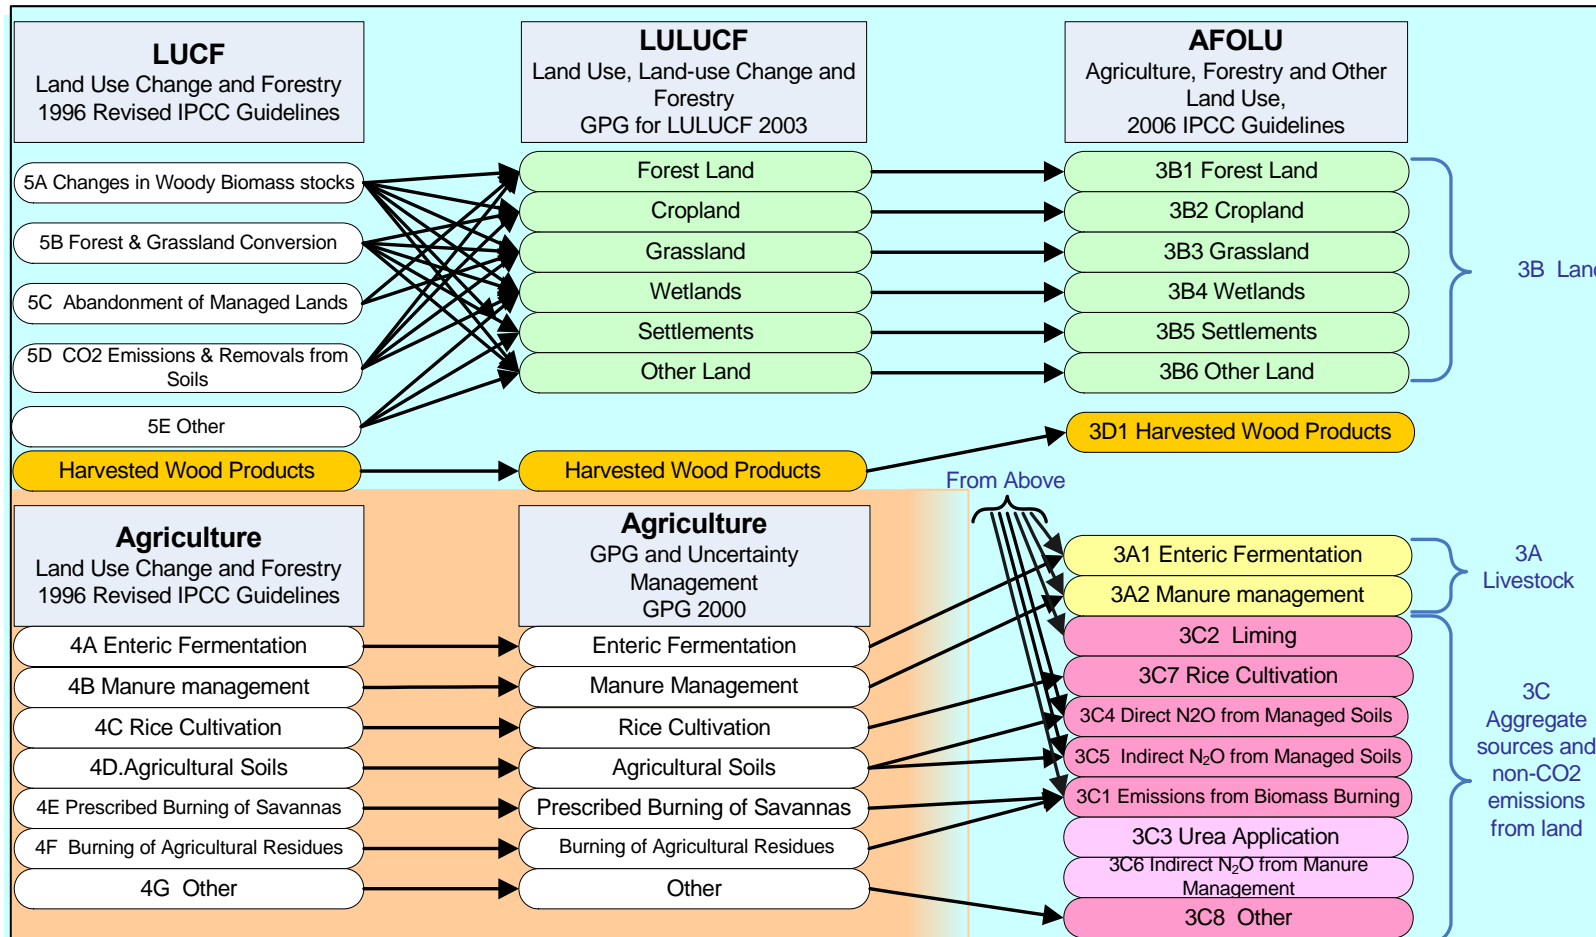 LUCF
Land Use Change and Forestry
1996 Revised IPCC Guidelines
LULUCF
Land Use, Land-use Change and
Forestry
GPG for LULUCF 2003
AFOLU
Agriculture, Forestry and Other
Land Use,
2006 IPCC Guidelines
5A Changes in Woody Biomass stocks
5B Forest & Grassland Conversion
5C Abandonment of Managed Lands
5D CO2 Emissions & Removals from
Soils
5E Other
Harvested Wood Products
Forest Land
Cropland
Grassland
Wetlands
Settlements
Other Land
Harvested Wood Products
3B1 Forest Land
3B2 Cropland
3B3 Grassland
3B4 Wetlands
3B5 Settlements
3B6 Other Land
3D1 Harvested Wood Products
3B Land
From Above
Agriculture
Land Use Change and Forestry
1996 Revised IPCC Guidelines
Agriculture
GPG and Uncertainty
Management
GPG 2000
4A Enteric Fermentation
4B Manure management
4C Rice Cultivation
4D.Agricultural Soils
4E Prescribed Burning of Savannas
4F Burning of Agricultural Residues
4G Other
Enteric Fermentation
Manure Management
Rice Cultivation
Agricultural Soils
Prescribed Burning of Savannas
Burning of Agricultural Residues
Other
3A1 Enteric Fermentation
3A2 Manure management
3C2 Liming
3C7 Rice Cultivation
3C4 Direct N2O from Managed Soils
3C5 Indirect N₂O from Managed Soils
3C1 Emissions from Biomass Burning
3C3 Urea Application
3C6 Indirect N₂O from Manure
Management
3C8 Other
3A
Livestock
3C
Aggregate
sources and
non-CO2
emissions
from land